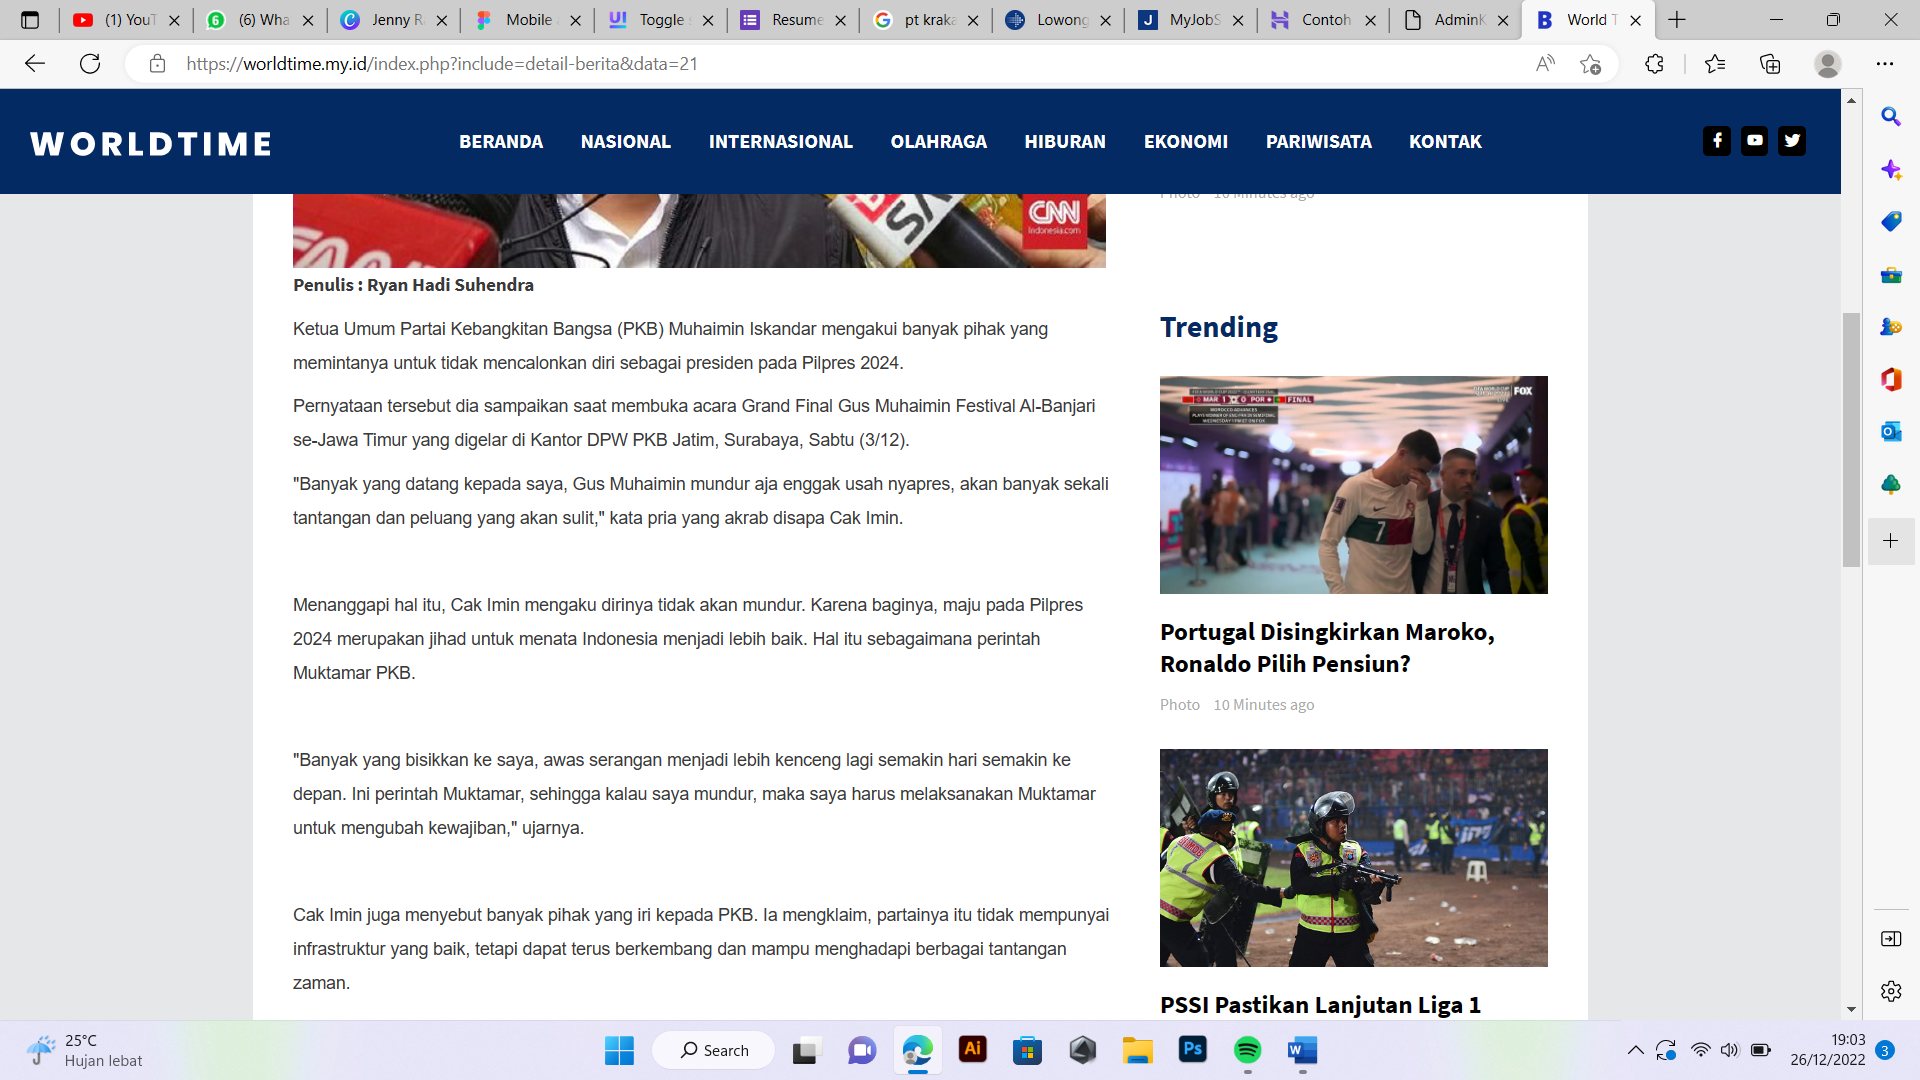 (1) YouT
(6) Wha
Jenny R
Mobile
Toggle
Resume
pt kraka
Lowong
MyJobS
Contoh
AdminK
World T
https://worldtime.my.id/index.php?include=detail-berita&data=21
WORLDTIME
BERANDA NASIONAL INTERNASIONAL OLAHRAGA HIBURAN EKONOMI PARIWISATA KONTAK
CNN
Indonesia.com
Penulis : Ryan Hadi Suhendra
Ketua Umum Partai Kebangkitan Bangsa (PKB) Muhaimin Iskandar mengakui banyak pihak yang
memintanya untuk tidak mencalonkan diri sebagai presiden pada Pilpres 2024.
Pernyataan tersebut dia sampaikan saat membuka acara Grand Final Gus Muhaimin Festival Al-Banjari
se-Jawa Timur yang digelar di Kantor DPW PKB Jatim, Surabaya, Sabtu (3/12).
"Banyak yang datang kepada saya, Gus Muhaimin mundur aja enggak usah nyapres, akan banyak sekali
tantangan dan peluang yang akan sulit," kata pria yang akrab disapa Cak Imin.
Menanggapi hal itu, Cak Imin mengaku dirinya tidak akan mundur. Karena baginya, maju pada Pilpres
2024 merupakan jihad untuk menata Indonesia menjadi lebih baik. Hal itu sebagaimana perintah
Muktamar PKB.
"Banyak yang bisikkan ke saya, awas serangan menjadi lebih kenceng lagi semakin hari semakin ke
depan. Ini perintah Muktamar, sehingga kalau saya mundur, maka saya harus melaksanakan Muktamar
untuk mengubah kewajiban," ujarnya.
Cak Imin juga menyebut banyak pihak yang iri kepada PKB. Ia mengklaim, partainya itu tidak mempunyai
infrastruktur yang baik, tetapi dapat terus berkembang dan mampu menghadapi berbagai tantangan
zaman.
Photo 10 Minutes ago
Trending
MAR 1 0 POR FINAL
MOROCCO ADVANCES
FOX
7
Portugal Disingkirkan Maroko,
Ronaldo Pilih Pensiun?
Photo 10 Minutes ago
PSSI Pastikan Lanjutan Liga 1
25°C
Hujan lebat
Search
19:03
26/12/2022
3